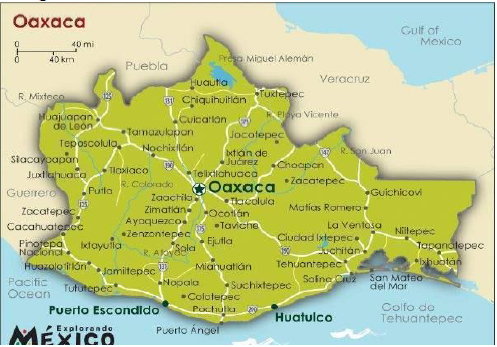 Oaxaca
0 40 mi
0 40 km
Gulf of
México
Puebla
Presa Miguel Alemán
Veracruz
Huautla
Tuxtepec
Chiquihuitlán
R. Mixteco
R. Playa Vicente
Huajuapan
de León
Cuicatlán
Tamazulapan
Teposcolula
Nochixtlán
Jocotepec
Ixtlán de
Juárez
R. San Juan
Silacayoapan
Telixtlahuaca
Choapan
Juxtlahuaca
Tlaxiaco
R. Colorado
Oaxaca
Zacatepec
Guerrero
Putla
Guichicovi
Zaachila
Tlacolula
Matías Romero
Zacatepec
Zimatlán
Ocotlán
Cacahuatepec
Ayoquezco
Taviche
La Ventosa
Zenzontepec
Niltepec
Pinotepa
Nacional
Ixtayutla
Sola
Ejutla
Ciudad Ixtepec
Tapanatepec
Juchitán
R. Atoyac
Huazolotitlán
Jamiltepec
Miahuatlán
Tehuantepec
Ixhuatán
Pacific
Ocean
Nopala
Suchixtepec
Salina Cruz
San Mateo
del Mar
Tututepec
Colotepec
Puerto Escondido
Pochutla
Huatulco
Golfo de
Tehuantepec
Puerto Ángel
Explorando
MÉXICO